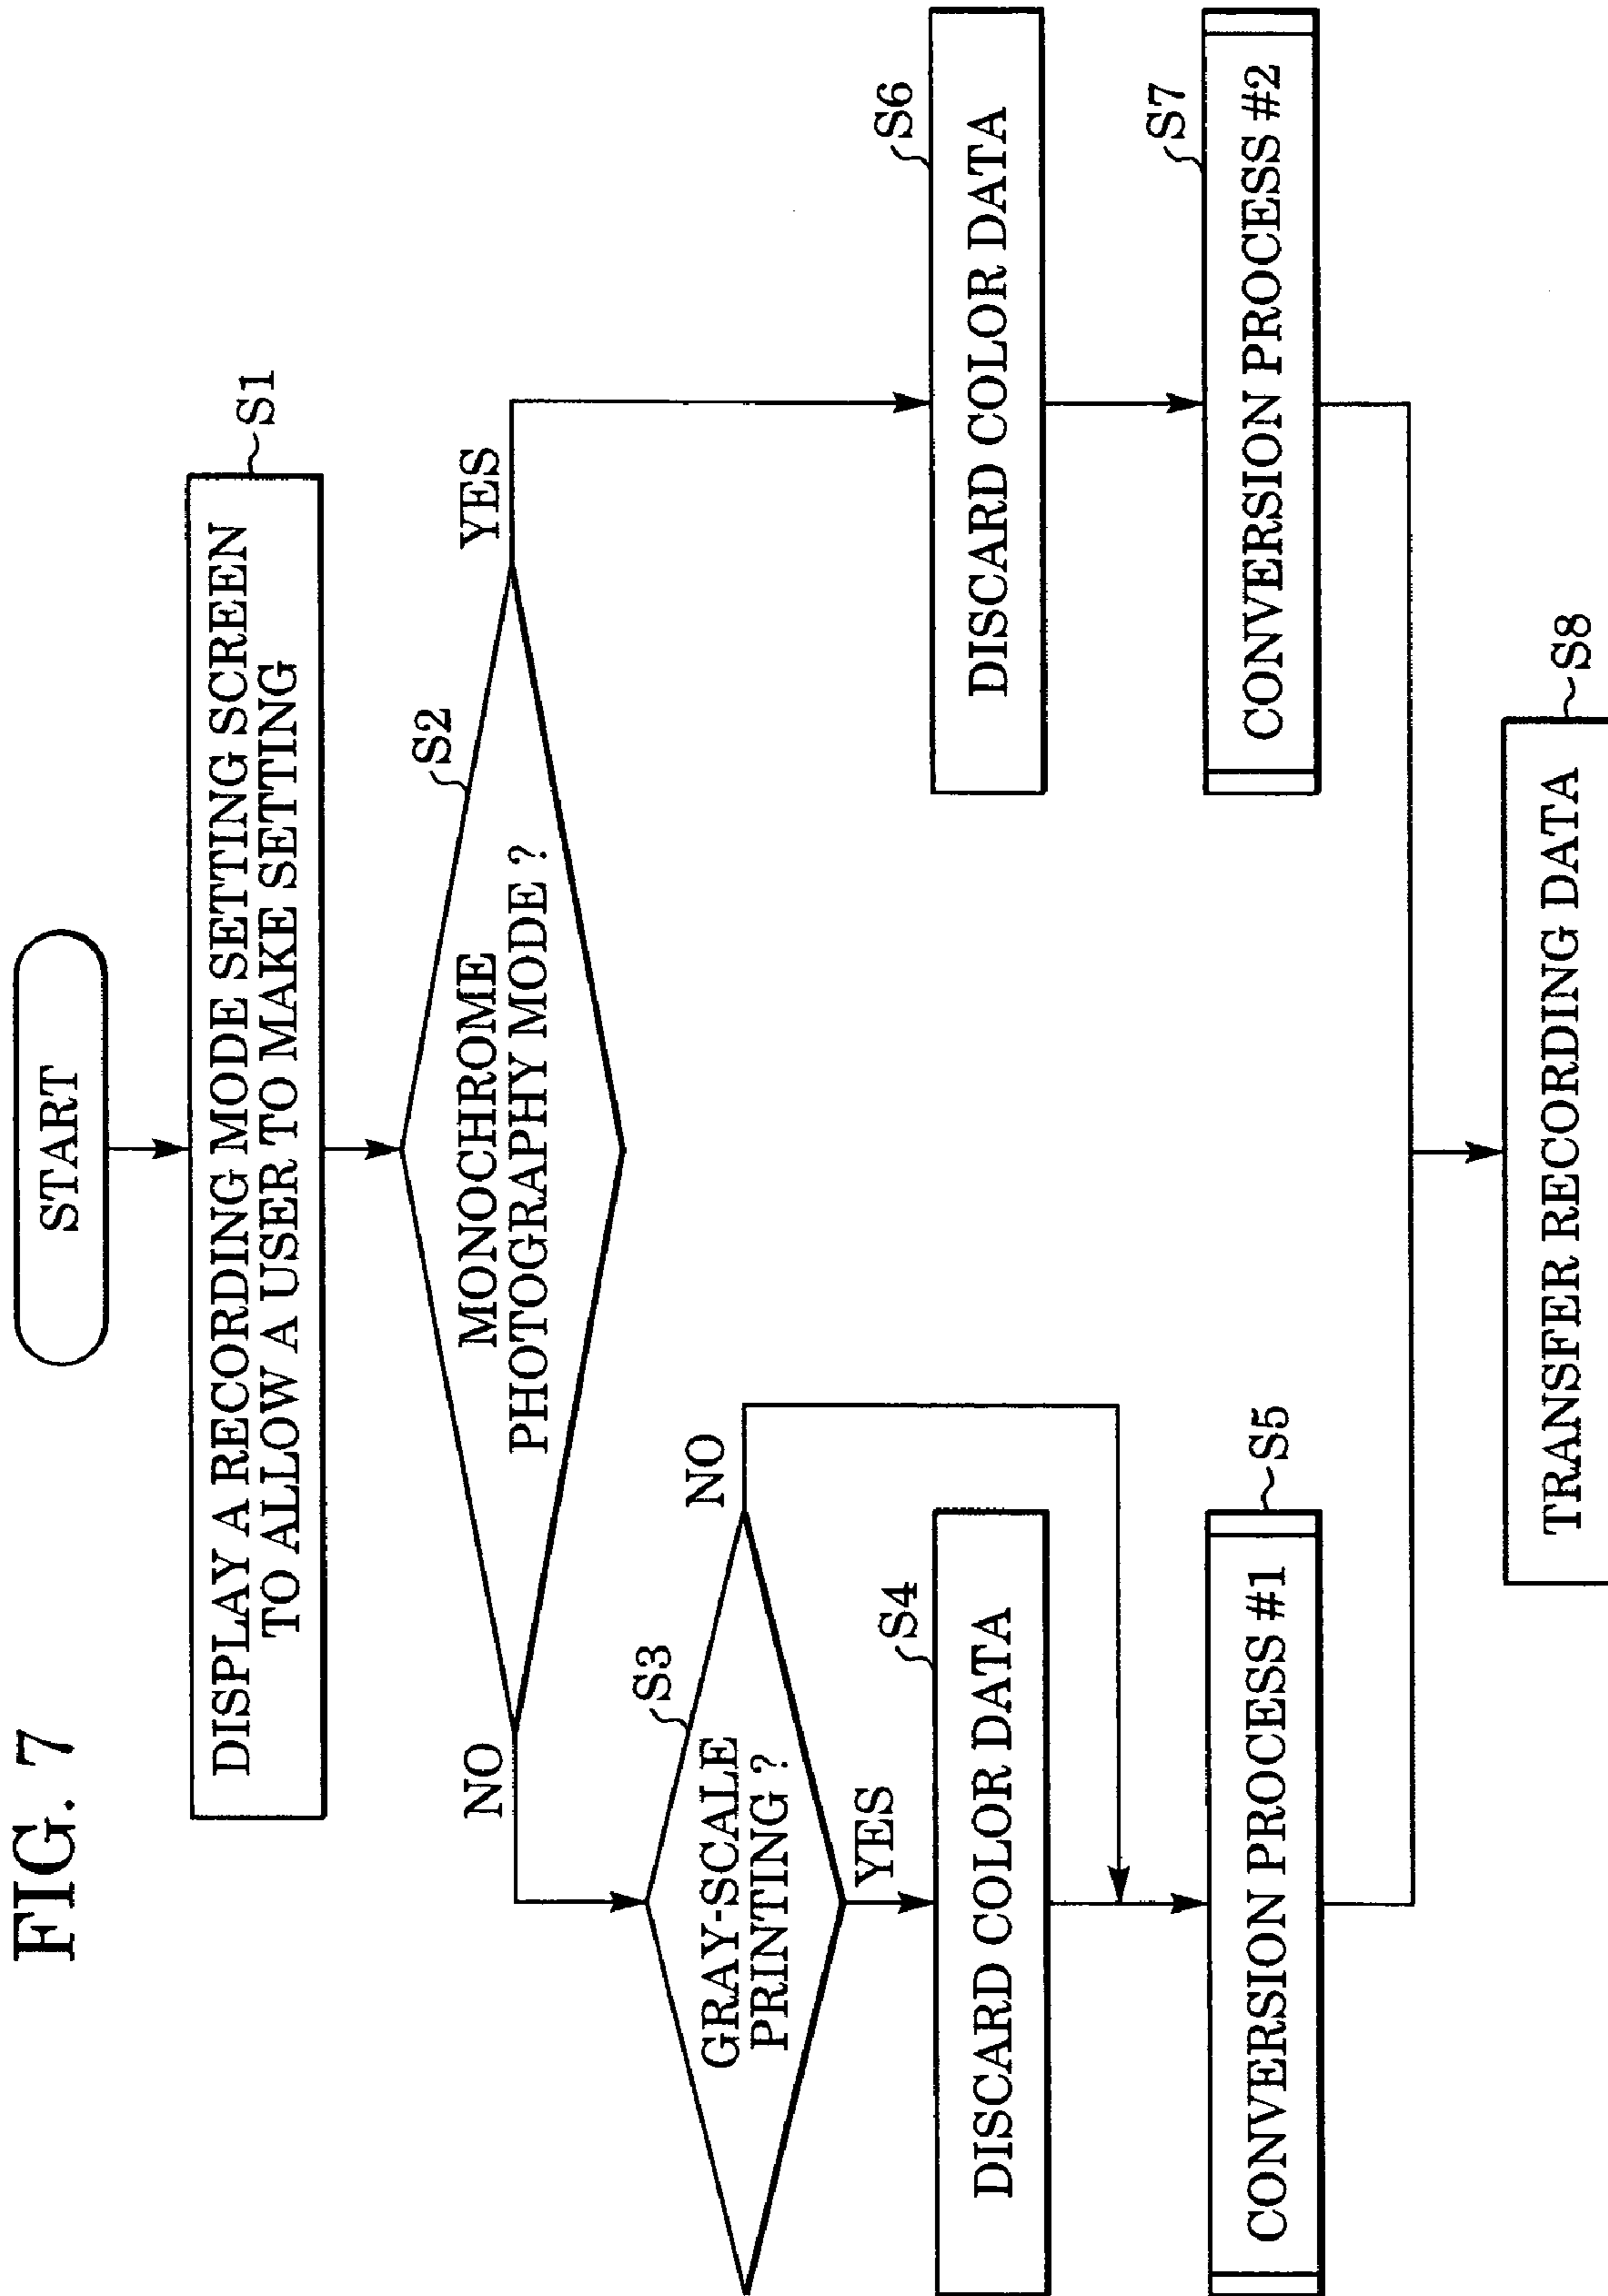 FIG. 7
START
DISPLAY A RECORDING MODE SETTING SCREEN
TO ALLOW A USER TO MAKE SETTING
S1
MONOCHROME
PHOTOGRAPHY MODE ?
S2
NO
YES
GRAY-SCALE
PRINTING ?
S3
NO
YES
DISCARD COLOR DATA
S4
DISCARD COLOR DATA
S6
CONVERSION PROCESS #1
S5
CONVERSION PROCESS #2
S7
TRANSFER RECORDING DATA
S8